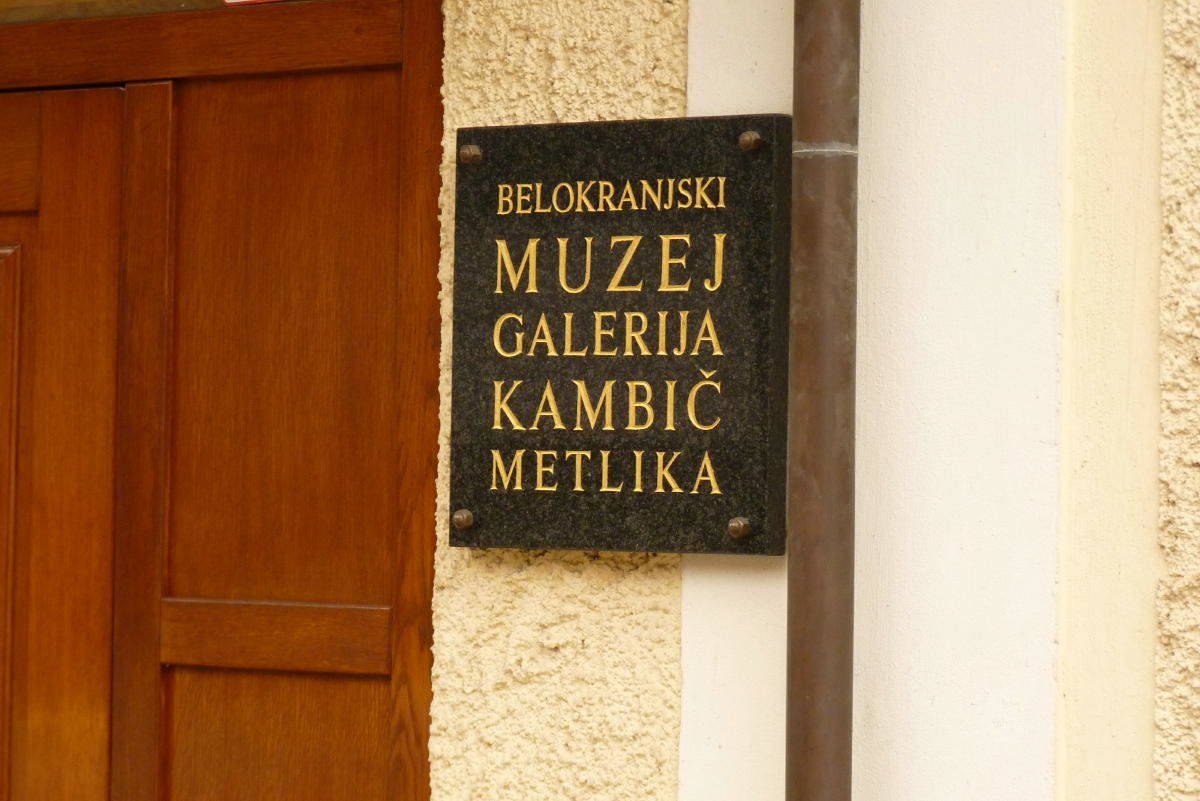 BELOKRANJSKI
MUZEJ
GALERIJA
KAMBIČ
METLIKA